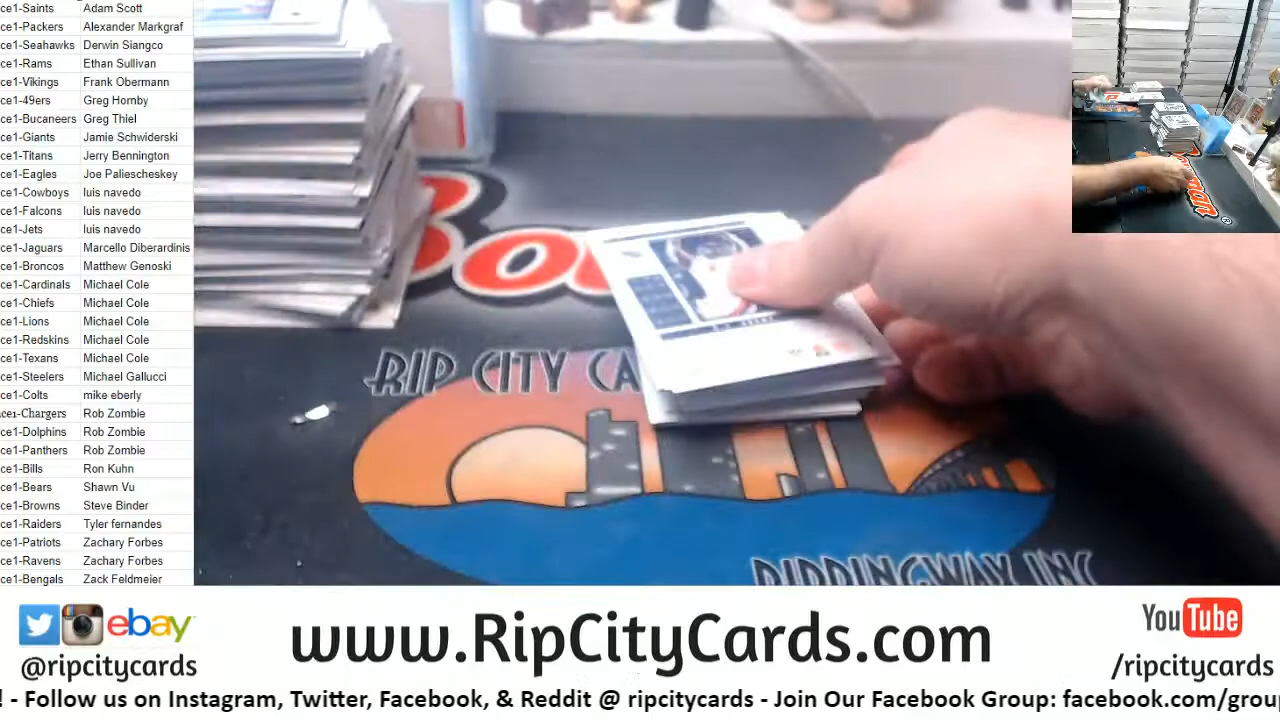 ce1-Saints Adam Scott
ce1-Packers Alexander Markgraf
ce1-Seahawks Derwin Siangco
ce1-Rams Ethan Sullivan
ce1-Vikings Frank Obermann
ce1-49ers Greg Hornby
ce1-Bucaneers Greg Thiel
ce1-Giants Jamie Schwiderski
ce1-Titans Jerry Bennington
ce1-Eagles Joe Paliescheskey
ce1-Cowboys luis navedo
ce1-Falcons luis navedo
ce1-Jets luis navedo
ce1-Jaguars Marcello Diberardinis
ce1-Broncos Matthew Genoski
ce1-Cardinals Michael Cole
ce1-Chiefs Michael Cole
ce1-Lions Michael Cole
ce1-Redskins Michael Cole
ce1-Texans Michael Cole
ce1-Steelers Michael Gallucci
ce1-Colts mike eberly
ace1-Chargers Rob Zombie
ce1-Dolphins Rob Zombie
ce1-Panthers Rob Zombie
ce1-Bills Ron Kuhn
ce1-Bears Shawn Vu
ce1-Browns Steve Binder
ce1-Raiders Tyler fernandes
ce1-Patriots Zachary Forbes
ce1-Ravens Zachary Forbes
ce1-Bengals Zack Feldmeier
RIP CITY CA
RIPPINGWAX INC
ebay
@ripcitycards
www.RipCityCards.com
YouTube
/ripcitycards
! - Follow us on Instagram, Twitter, Facebook, & Reddit @ ripcitycards - Join Our Facebook Group: facebook.com/group